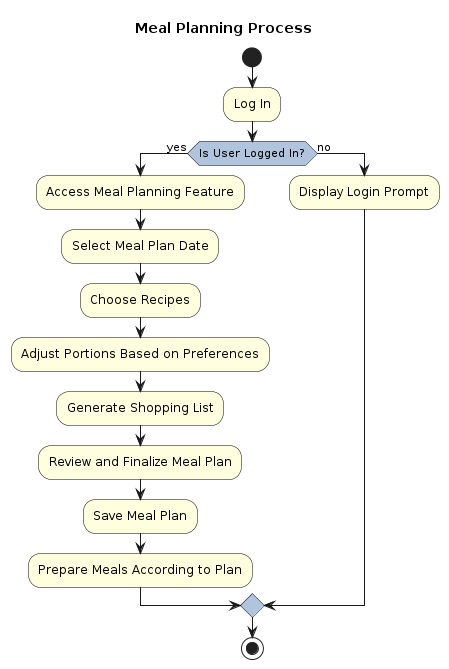 Meal Planning Process
Log In
Is User Logged In?
yes
no
Access Meal Planning Feature
Display Login Prompt
Select Meal Plan Date
Choose Recipes
Adjust Portions Based on Preferences
Generate Shopping List
Review and Finalize Meal Plan
Save Meal Plan
Prepare Meals According to Plan